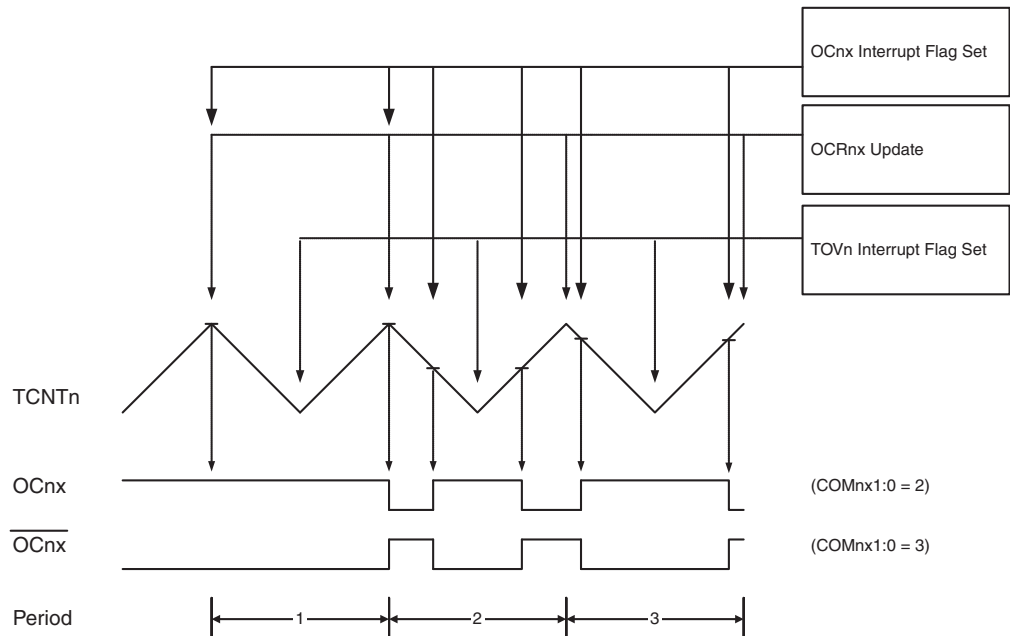 OCnx Interrupt Flag Set
OCRnx Update
TOVn Interrupt Flag Set
TCNTn
OCnx
(COMnx1:0 = 2)
OCnx
(COMnx1:0 = 3)
Period
1
2
3